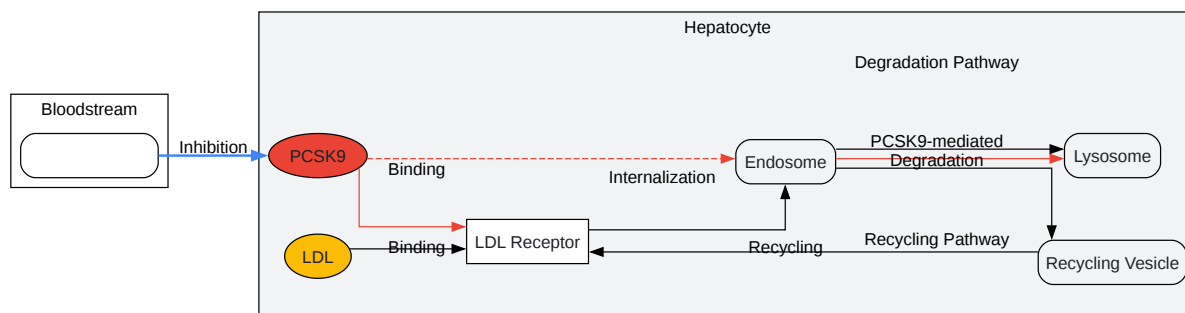 Hepatocyte
Degradation Pathway
Bloodstream
Inhibition
PCSK9
Binding
Internalization
Endosome
PCSK9-mediated
Degradation
Lysosome
LDL
Binding
LDL Receptor
Recycling
Recycling Pathway
Recycling Vesicle